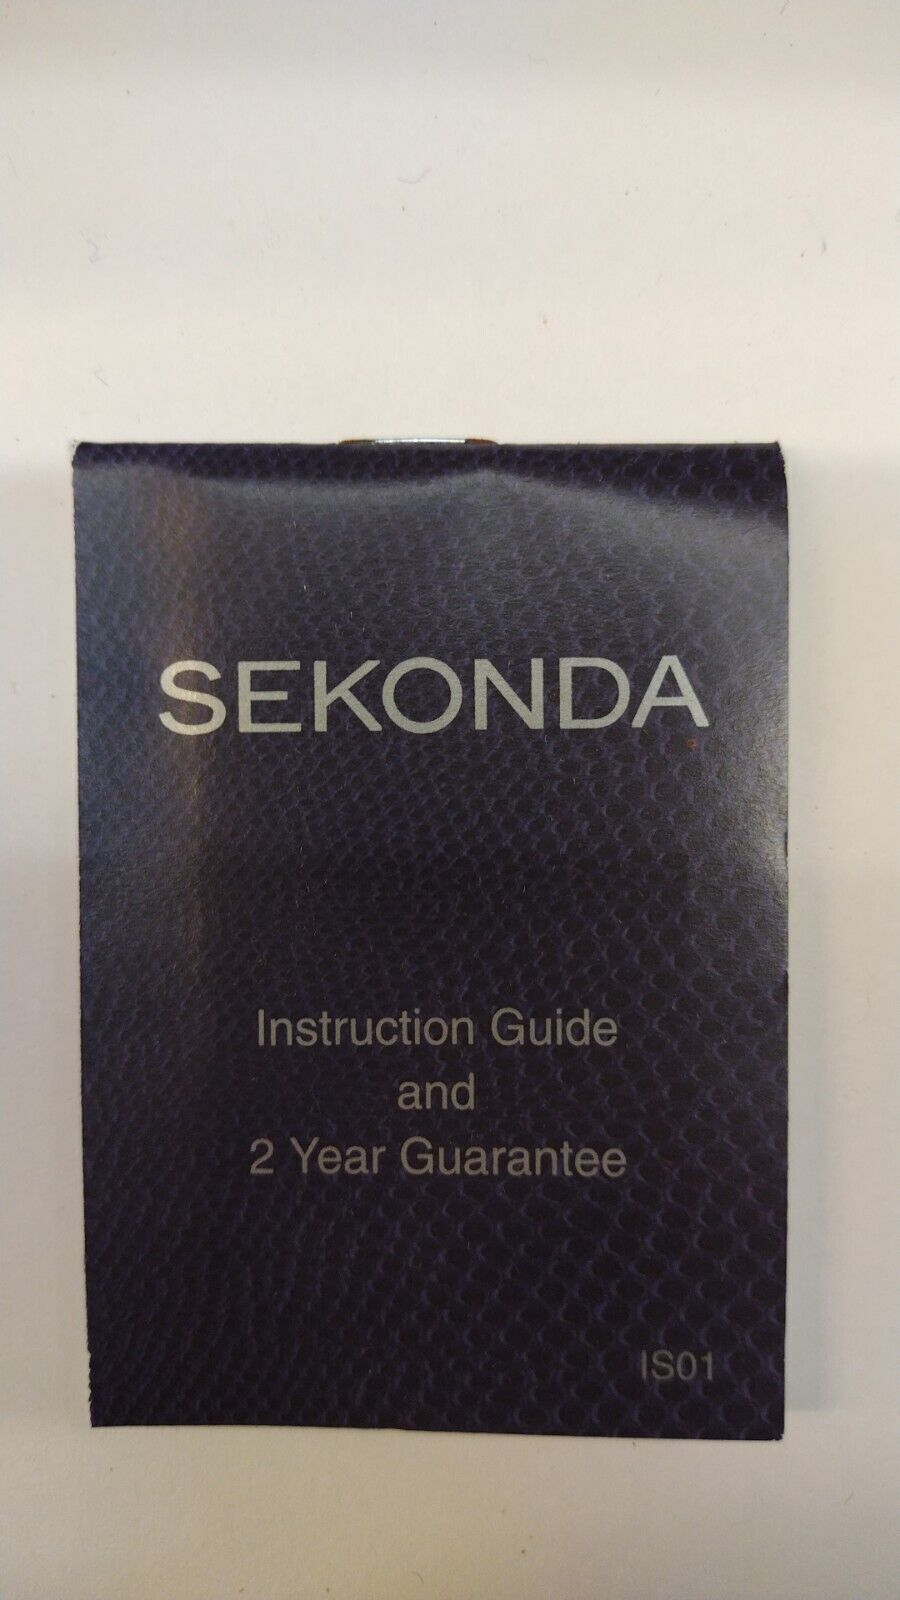 SEKONDA
Instruction Guide
and
2 Year Guarantee
IS01